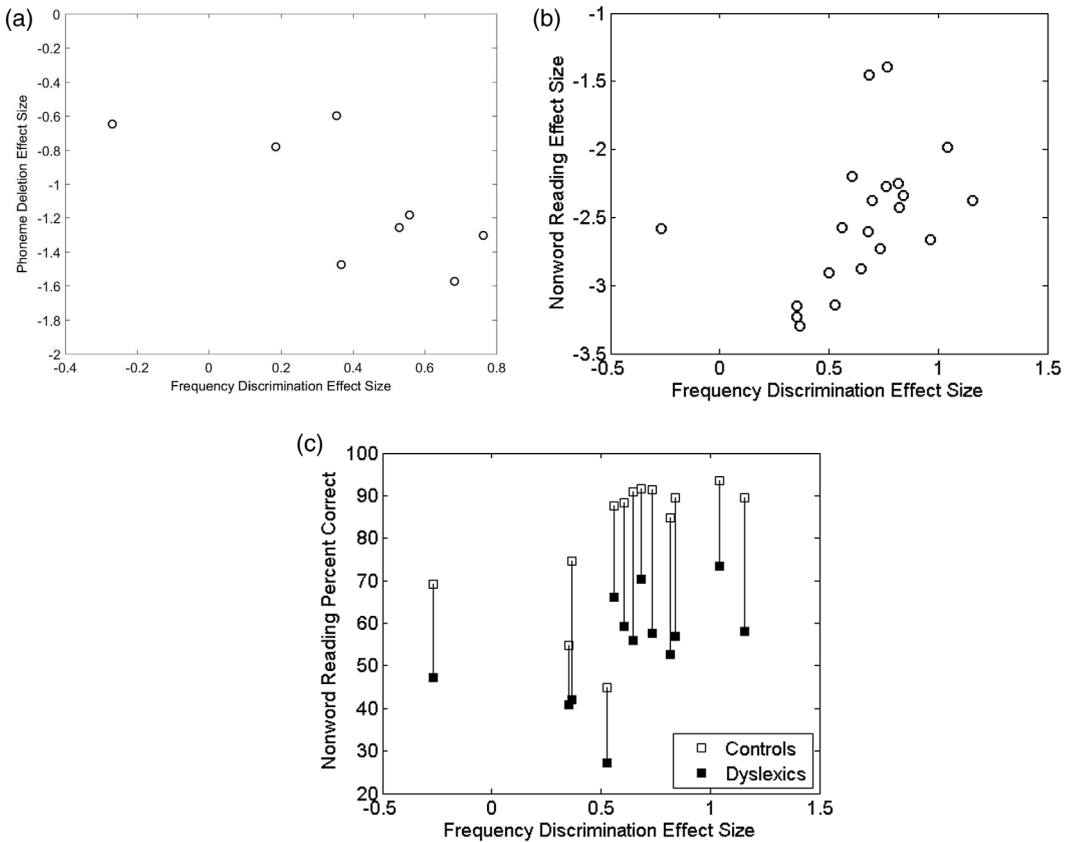 (a)
0
-0.2
-0.4
-0.6
-0.8
-1
-1.2
-1.4
-1.6
-1.8
-2
Phoneme Deletion Effect Size
-0.4 -0.2 0 0.2 0.4 0.6 0.8
Frequency Discrimination Effect Size
(b)
-1
-1.5
-2
-2.5
-3
-3.5
Nonword Reading Effect Size
-0.5 0 0.5 1 1.5
Frequency Discrimination Effect Size
(c)
100
90
80
70
60
50
40
30
20
Nonword Reading Percent Correct
Controls
Dyslexics
-0.5 0 0.5 1 1.5
Frequency Discrimination Effect Size